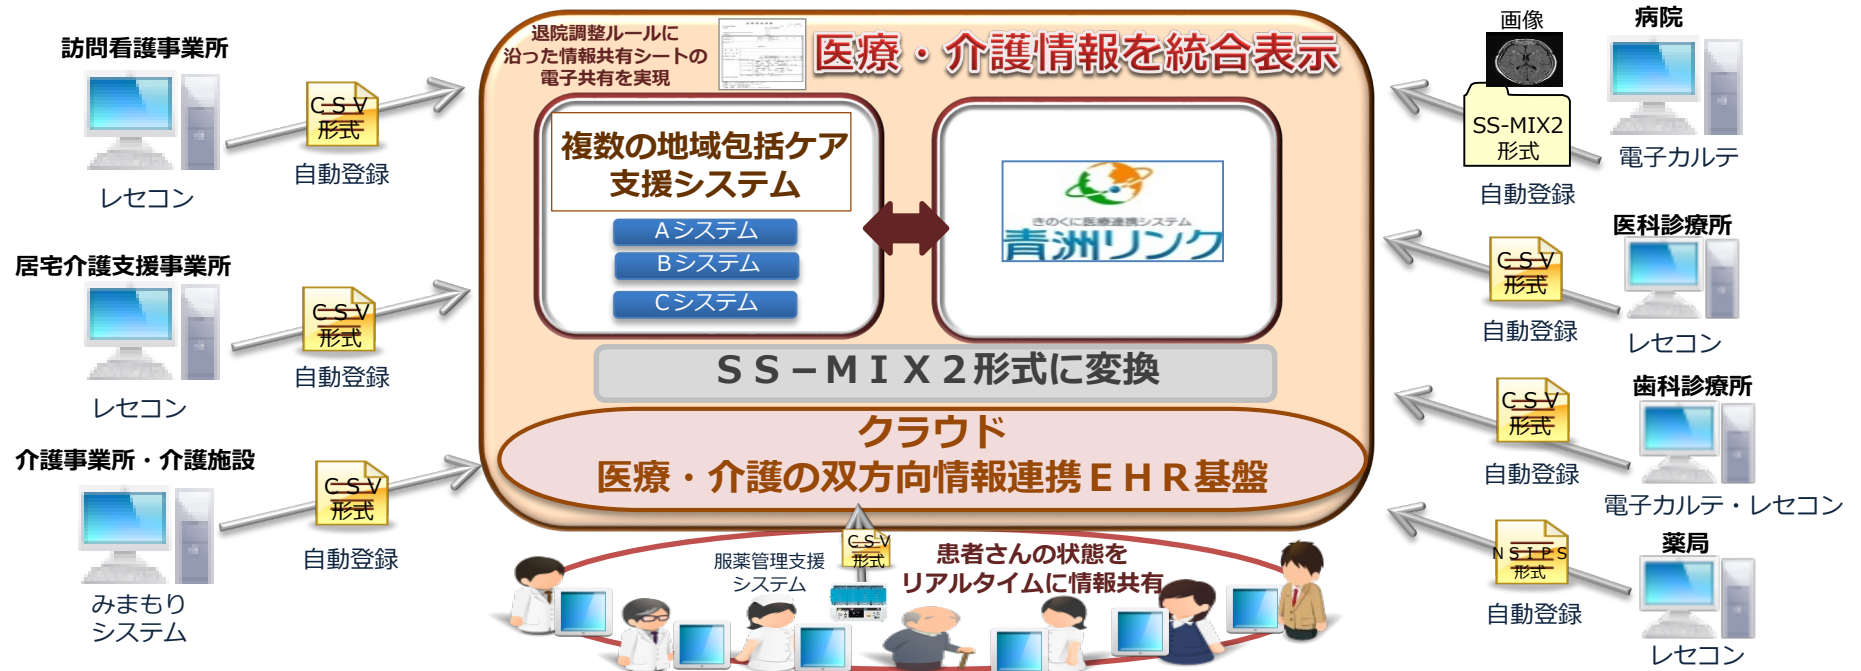 訪問看護事業所
ＣＳＶ
形式
自動登録
レセコン
居宅介護支援事業所
ＣＳＶ
形式
自動登録
レセコン
介護事業所・介護施設
ＣＳＶ
形式
自動登録
みまもり
システム
退院調整ルールに
沿った情報共有シートの
電子共有を実現
医療・介護情報を統合表示
複数の地域包括ケア
支援システム
Ａシステム
Ｂシステム
Ｃシステム
きのくに医療連携システム
青洲リンク
ＳＳ－ＭＩＸ２形式に変換
クラウド
医療・介護の双方向情報連携ＥＨＲ基盤
服薬管理支援
システム
ＣＳＶ
形式
患者さんの状態を
リアルタイムに情報共有
画像
病院
SS-MIX2
形式
電子カルテ
自動登録
医科診療所
ＣＳＶ
形式
自動登録
レセコン
歯科診療所
ＣＳＶ
形式
自動登録
電子カルテ・レセコン
薬局
ＮＳＩＰＳ
形式
自動登録
レセコン